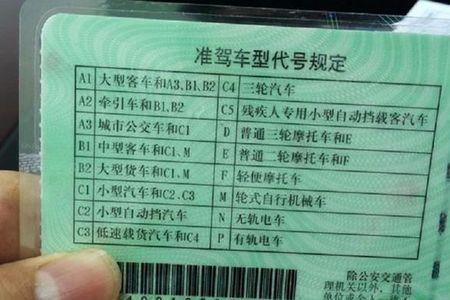 准驾车型代号规定
A1 大型客车和A3、B1、B2 C4 三轮汽车
A2 牵引车和B1、B2 C5 残疾人专用小型自动挡载客汽车
A3 城市公交车和C1 D 普通三轮摩托车和E
B1 中型客车和C1、M E 普通二轮摩托车和F
B2 大型货车和C1、M F 轻便摩托车
C1 小型汽车和C2、C3 M 轮式自行机械车
C2 小型自动挡汽车 N 无轨电车
C3 低速载货汽车和C4 P 有轨电车
除公安交通管
理机关以外，其他
单位或个